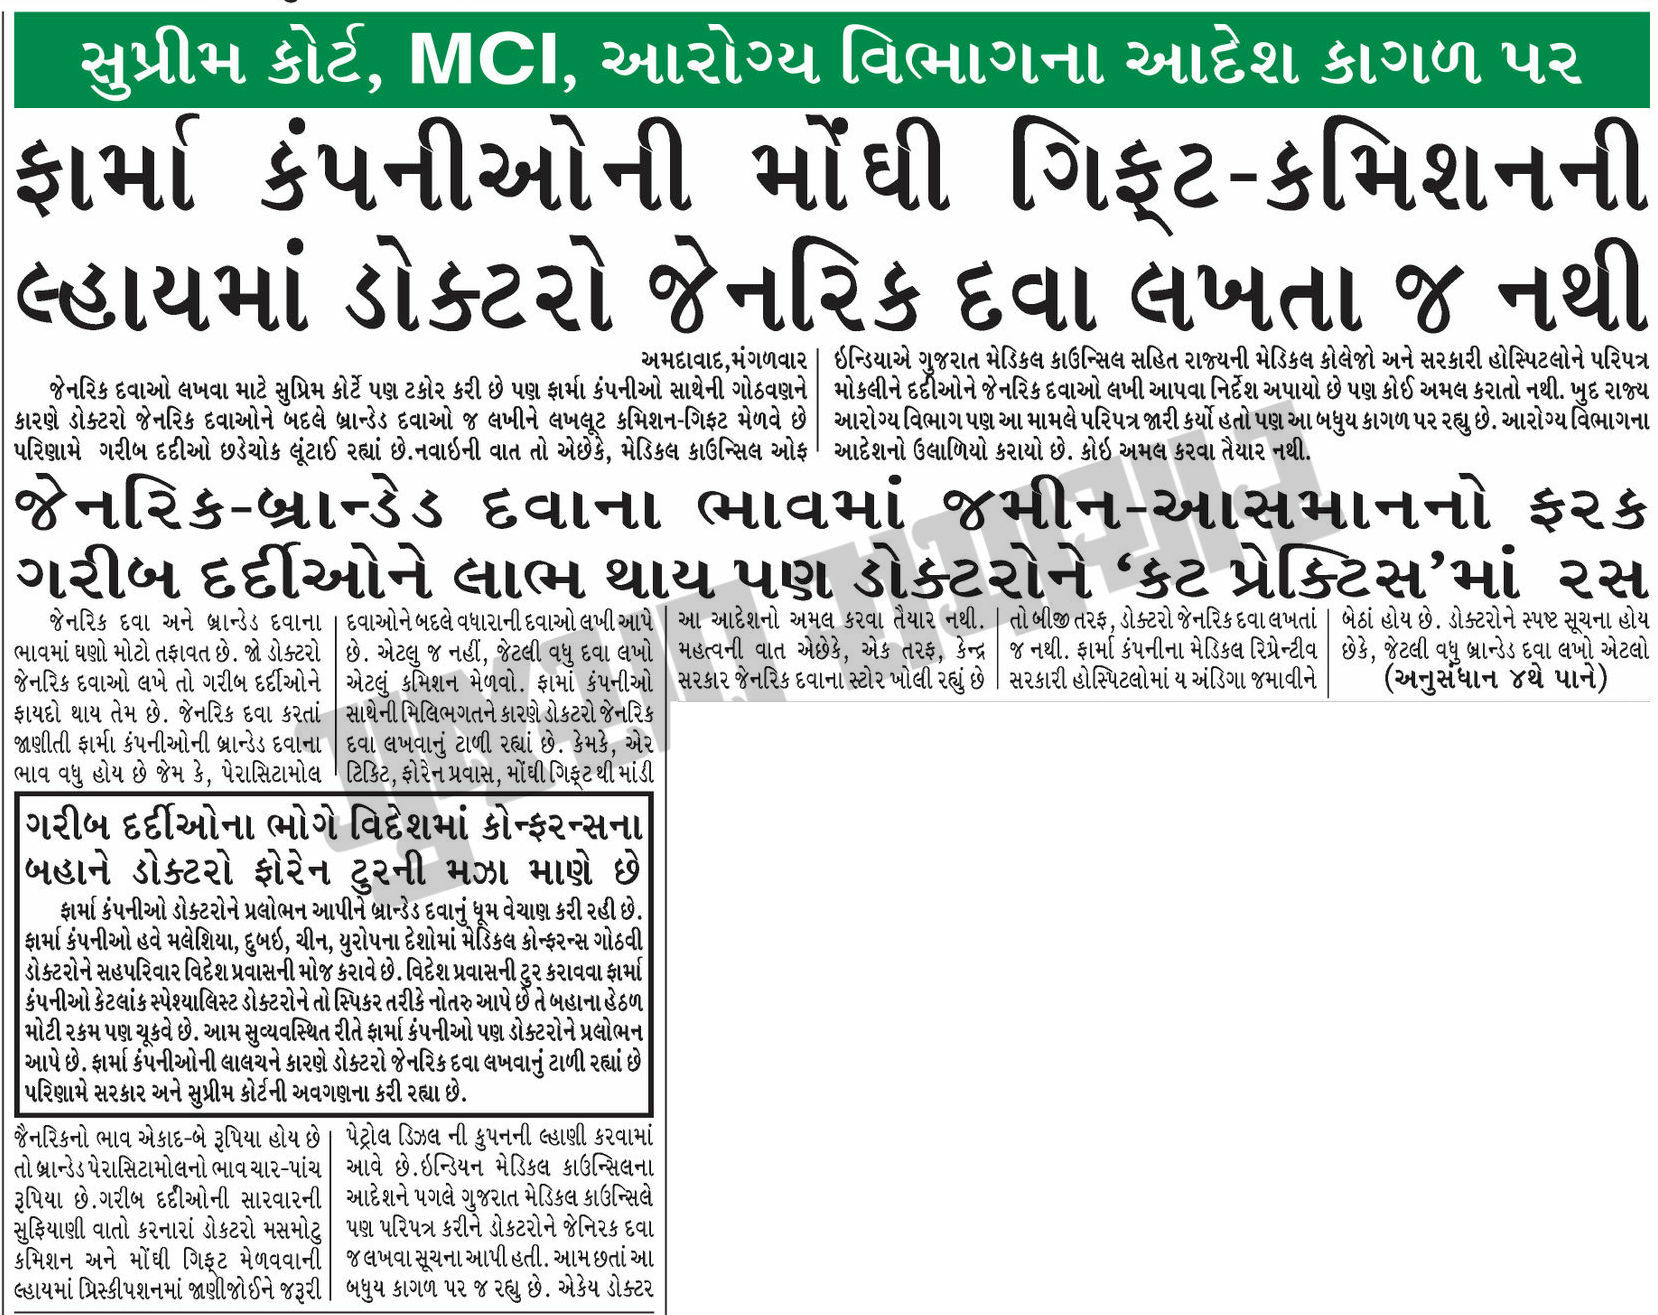 સુપ્રીમ કોર્ટ, MCI, આરોગ્ય વિભાગના આદેશ કાગળ પર
ફાર્મા કંપનીઓની મોંઘી ગિફ્ટ-કમિશનની
લ્હાયમાં ડોક્ટરો જેનરિક દવા લખતા જ નથી
અમદાવાદ,મંગળવાર
જેનરિક દવાઓ લખવા માટે સુપ્રિમ કોર્ટે પણ ટકોર કરી છે પણ ફાર્મા કંપનીઓ સાથેની ગોઠવણને
કારણે ડોક્ટરો જેનરિક દવાઓને બદલે બ્રાન્ડેડ દવાઓ જ લખીને લખલૂટ કમિશન-ગિફટ મેળવે છે
પરિણામે ગરીબ દર્દીઓ છડેચોક લૂંટાઈ રહ્યાં છે.નવાઇની વાત તો એછેકે, મેડિકલ કાઉન્સિલ ઓફ
ઇન્ડિયાએ ગુજરાત મેડિકલ કાઉન્સિલ સહિત રાજ્યની મેડિકલ કોલેજો અને સરકારી હોસ્પિટલોને પરિપત્ર
મોકલીને દર્દીઓને જેનરિક દવાઓ લખી આપવા નિર્દેશ અપાયો છે પણ કોઈ અમલ કરાતો નથી. ખુદ રાજ્ય
આરોગ્ય વિભાગ પણ આ મામલે પરિપત્ર જારી કર્યો હતો પણ આ બધુય કાગળ પર રહ્યુ છે. આરોગ્ય વિભાગના
આદેશનો ઉલાળિયો કરાયો છે. કોઇ અમલ કરવા તૈયાર નથી.
જેનરિક-બ્રાન્ડેડ દવાના ભાવમાં જમીન-આસમાનનો ફરક
ગરીબ દર્દીઓને લાભ થાય પણ ડોક્ટરોને ‘કટ પ્રેક્ટિસ’માં રસ
જેનરિક દવા અને બ્રાન્ડેડ દવાના
ભાવમાં ઘણો મોટો તફાવત છે. જો ડોક્ટરો
જેનરિક દવાઓ લખે તો ગરીબ દર્દીઓને
ફાયદો થાય તેમ છે. જેનરિક દવા કરતાં
જાણીતી ફાર્મા કંપનીઓની બ્રાન્ડેડ દવાના
ભાવ વધુ હોય છે જેમ કે, પેરાસિટામોલ
ગરીબ દર્દીઓના ભોગે વિદેશમાં કોન્ફરન્સના
બહાને ડોક્ટરો ફોરેન ટુરની મઝા માણે છે
ફાર્મા કંપનીઓ ડોક્ટરોને પ્રલોભન આપીને બ્રાન્ડેડ દવાનું ધૂમ વેચાણ કરી રહી છે.
ફાર્મા કંપનીઓ હવે મલેશિયા, દુબઇ, ચીન, યુરોપના દેશોમાં મેડિકલ કોન્ફરન્સ ગોઠવી
ડોક્ટરોને સહપરિવાર વિદેશ પ્રવાસની મોજ કરાવે છે. વિદેશ પ્રવાસની ટુર કરાવવા ફાર્મા
કંપનીઓ કેટલાંક સ્પેશ્યાલિસ્ટ ડોક્ટરોને તો સ્પિકર તરીકે નોતરુ આપે છે તે બહાના હેઠળ
મોટી રકમ પણ ચૂકવે છે. આમ સુવ્યવસ્થિત રીતે ફાર્મા કંપનીઓ પણ ડોક્ટરોને પ્રલોભન
આપે છે. ફાર્મા કંપનીઓની લાલચને કારણે ડોક્ટરો જેનરિક દવા લખવાનું ટાળી રહ્યાં છે
પરિણામે સરકાર અને સુપ્રીમ કોર્ટની અવગણના કરી રહ્યા છે.
જૈનરિકનો ભાવ એકાદ-બે રૂપિયા હોય છે
તો બ્રાન્ડેડ પેરાસિટામોલનો ભાવ ચાર-પાંચ
રૂપિયા છે.ગરીબ દર્દીઓની સારવારની
સુફિયાણી વાતો કરનારાં ડોકટરો મસમોટુ
કમિશન અને મોંઘી ગિફ્ટ મેળવવાની
લ્હાયમાં પ્રિસ્કીપશનમાં જાણીજોઈને જરૂરી
દવાઓને બદલે વધારાની દવાઓ લખી આપે
છે. એટલુ જ નહીં, જેટલી વધુ દવા લખો
એટલું કમિશન મેળવો. ફામાં કંપનીઓ
સાથેની મિલિભગતને કારણે ડોકટરો જેનરિક
દવા લખવાનું ટાળી રહ્યાં છે. કેમકે, એર
ટિકિટ, ફોરેન પ્રવાસ, મોંઘી ગિફ્ટ થી માંડી
પેટ્રોલ ડિઝલ ની કુપનની લ્હાણી કરવામાં
આવે છે.ઇન્ડિયન મેડિકલ કાઉન્સિલના
આદેશને પગલે ગુજરાત મેડિકલ કાઉન્સિલે
પણ પરિપત્ર કરીને ડોકટરોને જેનિરક દવા
જ લખવા સૂચના આપી હતી. આમ છતાં આ
બધુય કાગળ પર જ રહ્યુ છે. એકેય ડોક્ટર
આ આદેશનો અમલ કરવા તૈયાર નથી.
મહત્વની વાત એછેકે, એક તરફ, કેન્દ્ર
સરકાર જેનરિક દવાના સ્ટોર ખોલી રહ્યું છે
તો બીજી તરફ, ડોક્ટરો જેનરિક દવા લખતાં
જ નથી. ફાર્મા કંપનીના મેડિકલ રિપ્રેન્ટીવ
સરકારી હોસ્પિટલોમાં ય અંડિગા જમાવીને
બેઠાં હોય છે. ડોક્ટરોને સ્પષ્ટ સૂચના હોય
છેકે, જેટલી વધુ બ્રાન્ડેડ દવા લખો એટલો
(અનુસંધાન ૪થે પાને)
ગુજરાત સમાચાર